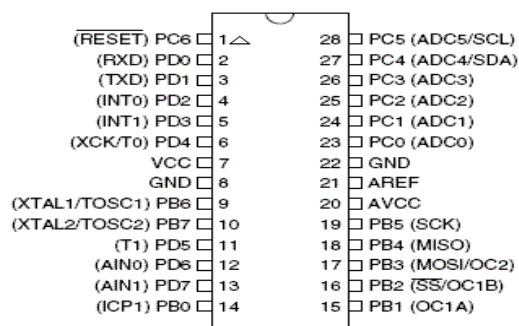 (RESET) PC6 1 28 PC5 (ADC5/SCL)
(RXD) PD0 2 27 PC4 (ADC4/SDA)
(TXD) PD1 3 26 PC3 (ADC3)
(INT0) PD2 4 25 PC2 (ADC2)
(INT1) PD3 5 24 PC1 (ADC1)
(XCK/T0) PD4 6 23 PC0 (ADC0)
VCC 7 22 GND
GND 8 21 AREF
(XTAL1/TOSC1) PB6 9 20 AVCC
(XTAL2/TOSC2) PB7 10 19 PB5 (SCK)
(T1) PD5 11 18 PB4 (MISO)
(AIN0) PD6 12 17 PB3 (MOSI/OC2)
(AIN1) PD7 13 16 PB2 (SS/OC1B)
(ICP1) PB0 14 15 PB1 (OC1A)